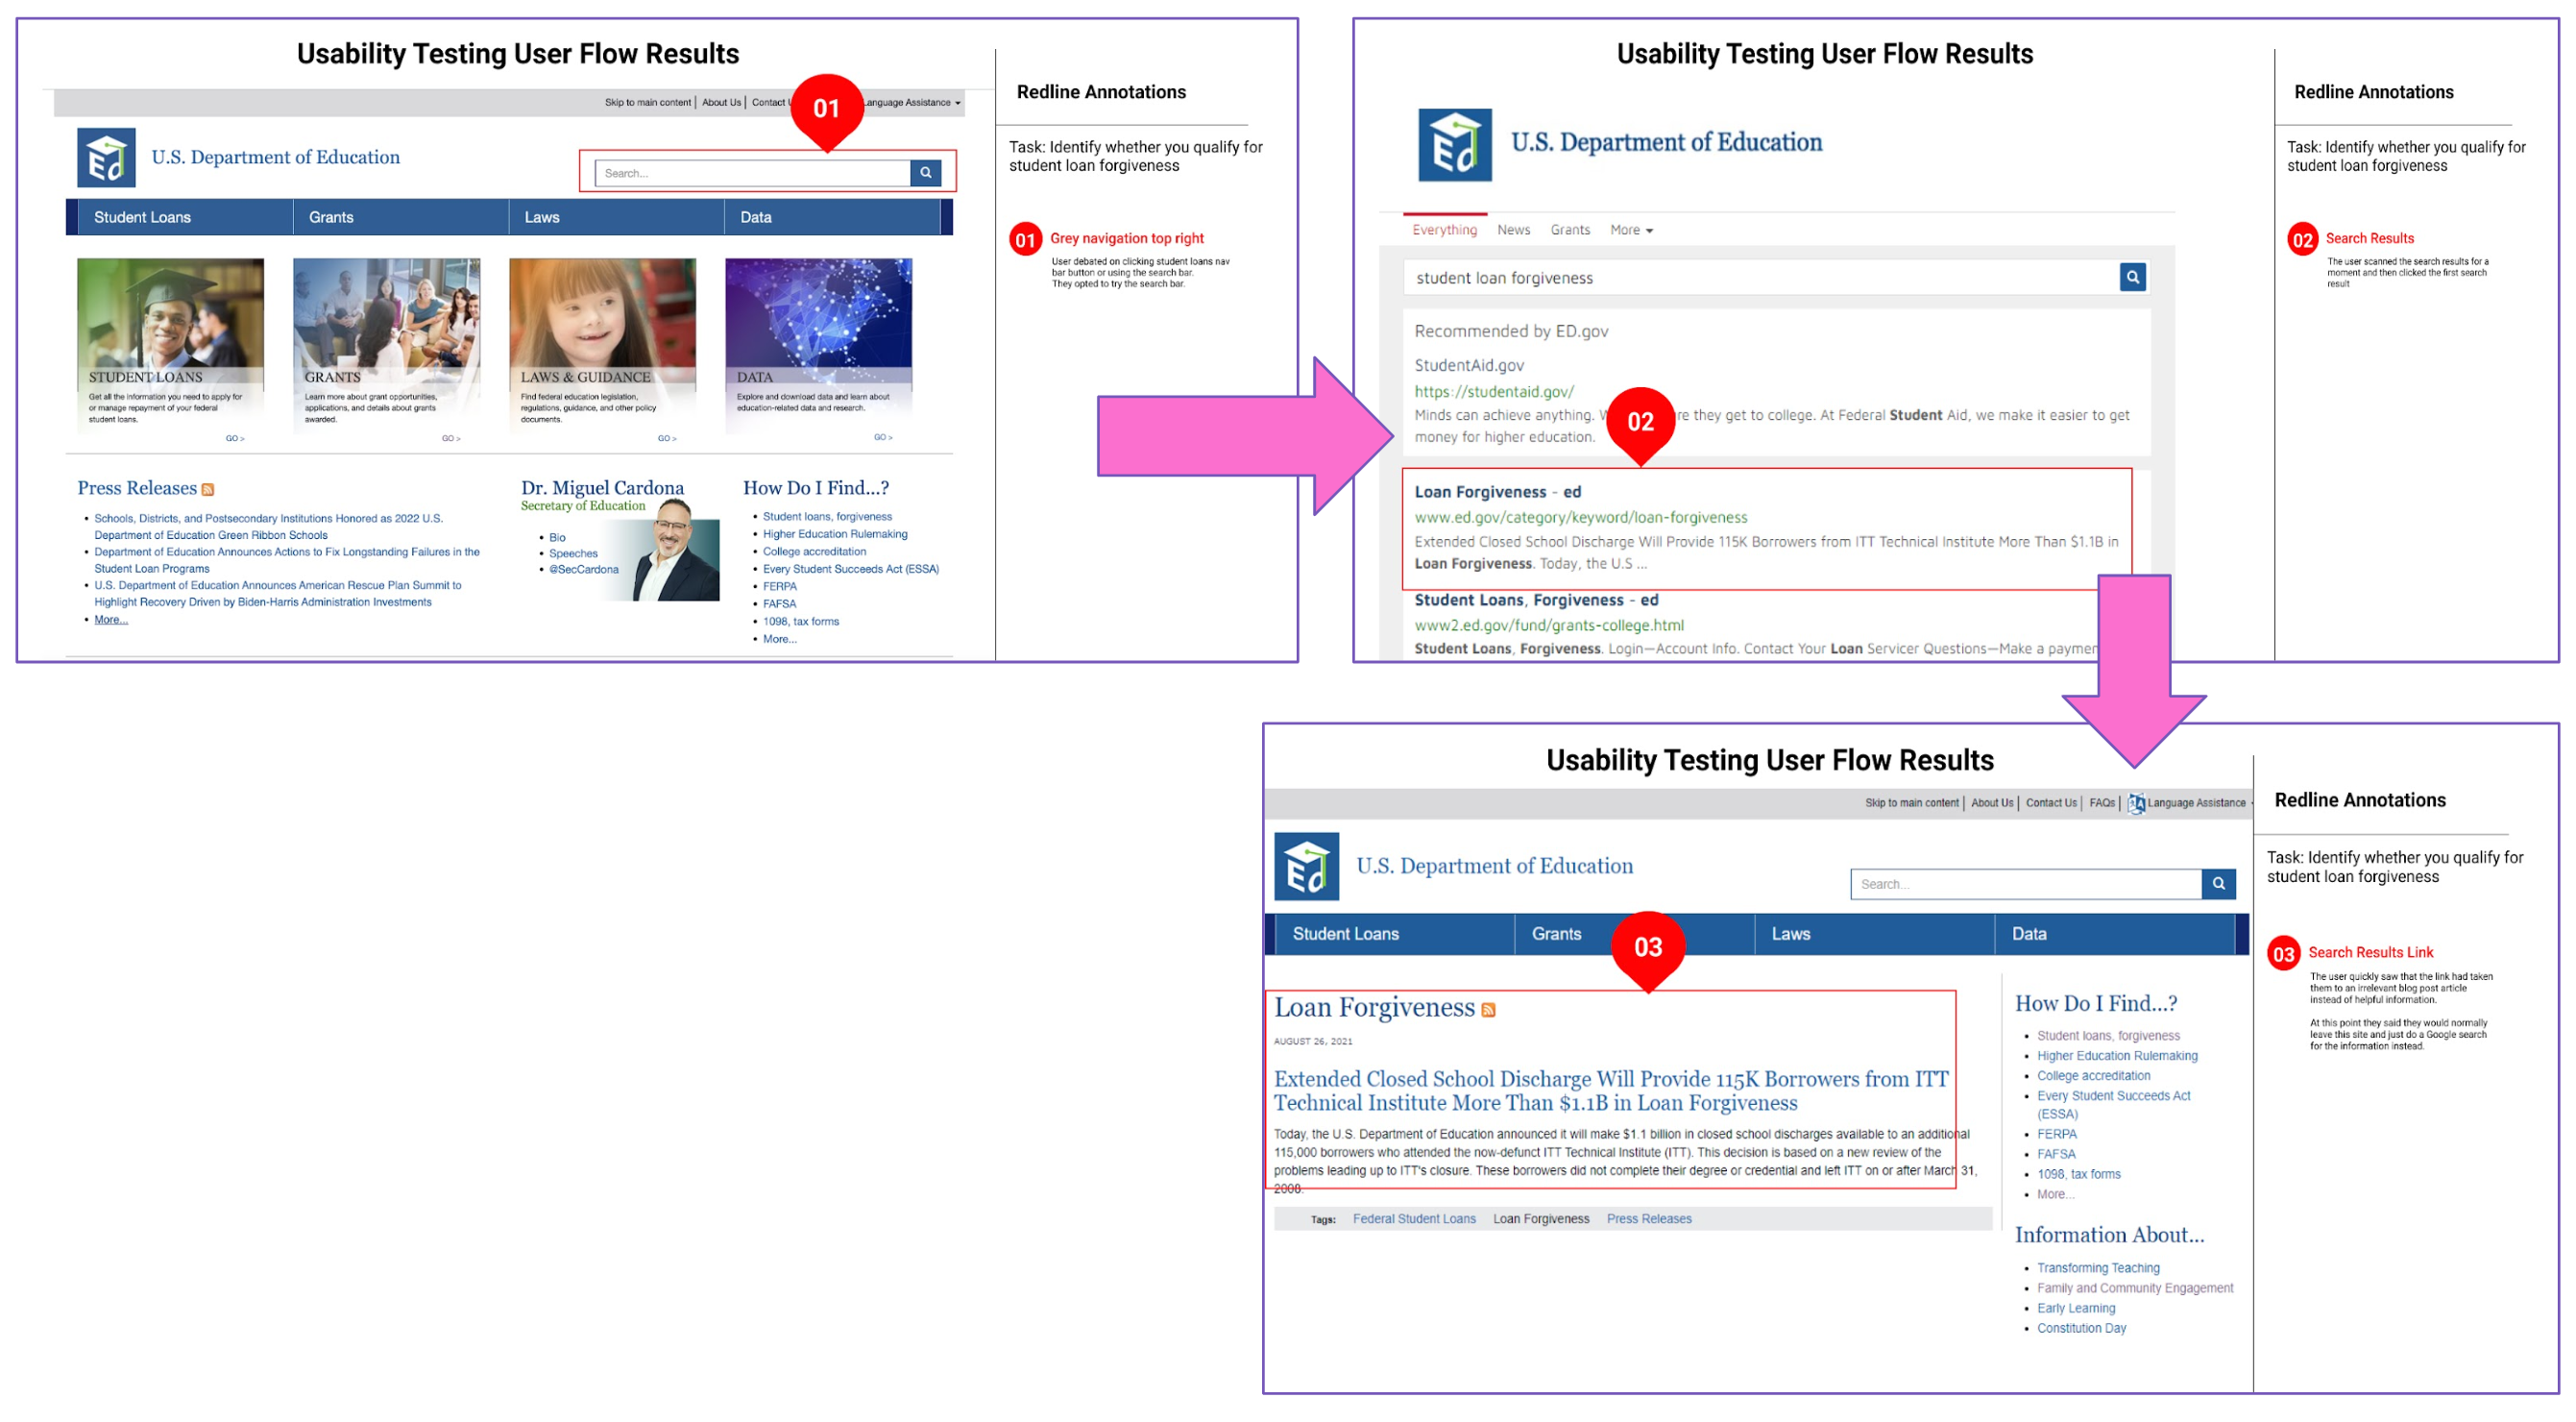 Usability Testing User Flow Results
Skip to main content | About Us | Contact
01
anguage Assistance
Ed
U.S. Department of Education
Search...
Student Loans
Grants
Laws
Data
STUDENT LOANS
Get all the information you need to apply for
or manage repayment of your federal
student loans.
GO >
GRANTS
Learn more about grant opportunities,
applications, and details about grants
awarded.
GO >
LAWS & GUIDANCE
Find federal education legislation,
regulations, guidance, and other policy
documents.
GO >
DATA
Explore and download data and learn about
education-related data and research.
GO >
Press Releases
• Schools, Districts, and Postsecondary Institutions Honored as 2022 U.S.
Department of Education Green Ribbon Schools
• Department of Education Announces Actions to Fix Longstanding Failures in the
Student Loan Programs
• U.S. Department of Education Announces American Rescue Plan Summit to
Highlight Recovery Driven by Biden-Harris Administration Investments
• More...
Dr. Miguel Cardona
Secretary of Education
• Bio
• Speeches
• @SecCardona
How Do I Find...?
• Student loans, forgiveness
• Higher Education Rulemaking
• College accreditation
• Every Student Succeeds Act (ESSA)
• FERPA
• FAFSA
• 1098, tax forms
• More...
Redline Annotations
Task: Identify whether you qualify for
student loan forgiveness
01 Grey navigation top right
User debated on clicking student loans nav
bar button or using the search bar.
They opted to try the search bar.
Usability Testing User Flow Results
Ed
U.S. Department of Education
Everything
News
Grants
More
student loan forgiveness
Recommended by ED.gov
StudentAid.gov
https://studentaid.gov/
Minds can achieve anything. re they get to college. At Federal Student Aid, we make it easier to get
money for higher education.
02
Loan Forgiveness - ed
www.ed.gov/category/keyword/loan-forgiveness
Extended Closed School Discharge Will Provide 115K Borrowers from ITT Technical Institute More Than $1.1B in
Loan Forgiveness. Today, the U.S ...
Student Loans, Forgiveness - ed
www2.ed.gov/fund/grants-college.html
Student Loans, Forgiveness. Login—Account Info. Contact Your Loan Servicer Questions—Make a paymen
Redline Annotations
Task: Identify whether you qualify for
student loan forgiveness
02 Search Results
The user scanned the search results for a
moment and then clicked the first search
result
Usability Testing User Flow Results
Skip to main content | About Us | Contact Us | FAQs | Language Assistance
Ed
U.S. Department of Education
Search...
Student Loans
Grants
03
Laws
Data
Loan Forgiveness
AUGUST 26, 2021
Extended Closed School Discharge Will Provide 115K Borrowers from ITT
Technical Institute More Than $1.1B in Loan Forgiveness
Today, the U.S. Department of Education announced it will make $1.1 billion in closed school discharges available to an additional
115,000 borrowers who attended the now-defunct ITT Technical Institute (ITT). This decision is based on a new review of the
problems leading up to ITT's closure. These borrowers did not complete their degree or credential and left ITT on or after March 31,
2008.
Tags: Federal Student Loans Loan Forgiveness Press Releases
How Do I Find...?
• Student loans, forgiveness
• Higher Education Rulemaking
• College accreditation
• Every Student Succeeds Act
(ESSA)
• FERPA
• FAFSA
• 1098, tax forms
• More...
Information About...
• Transforming Teaching
• Family and Community Engagement
• Early Learning
• Constitution Day
Redline Annotations
Task: Identify whether you qualify for
student loan forgiveness
03 Search Results Link
The user quickly saw that the link had taken
them to an irrelevant blog post article
instead of helpful information.
At this point they said they would normally
leave this site and just do a Google search
for the information instead.